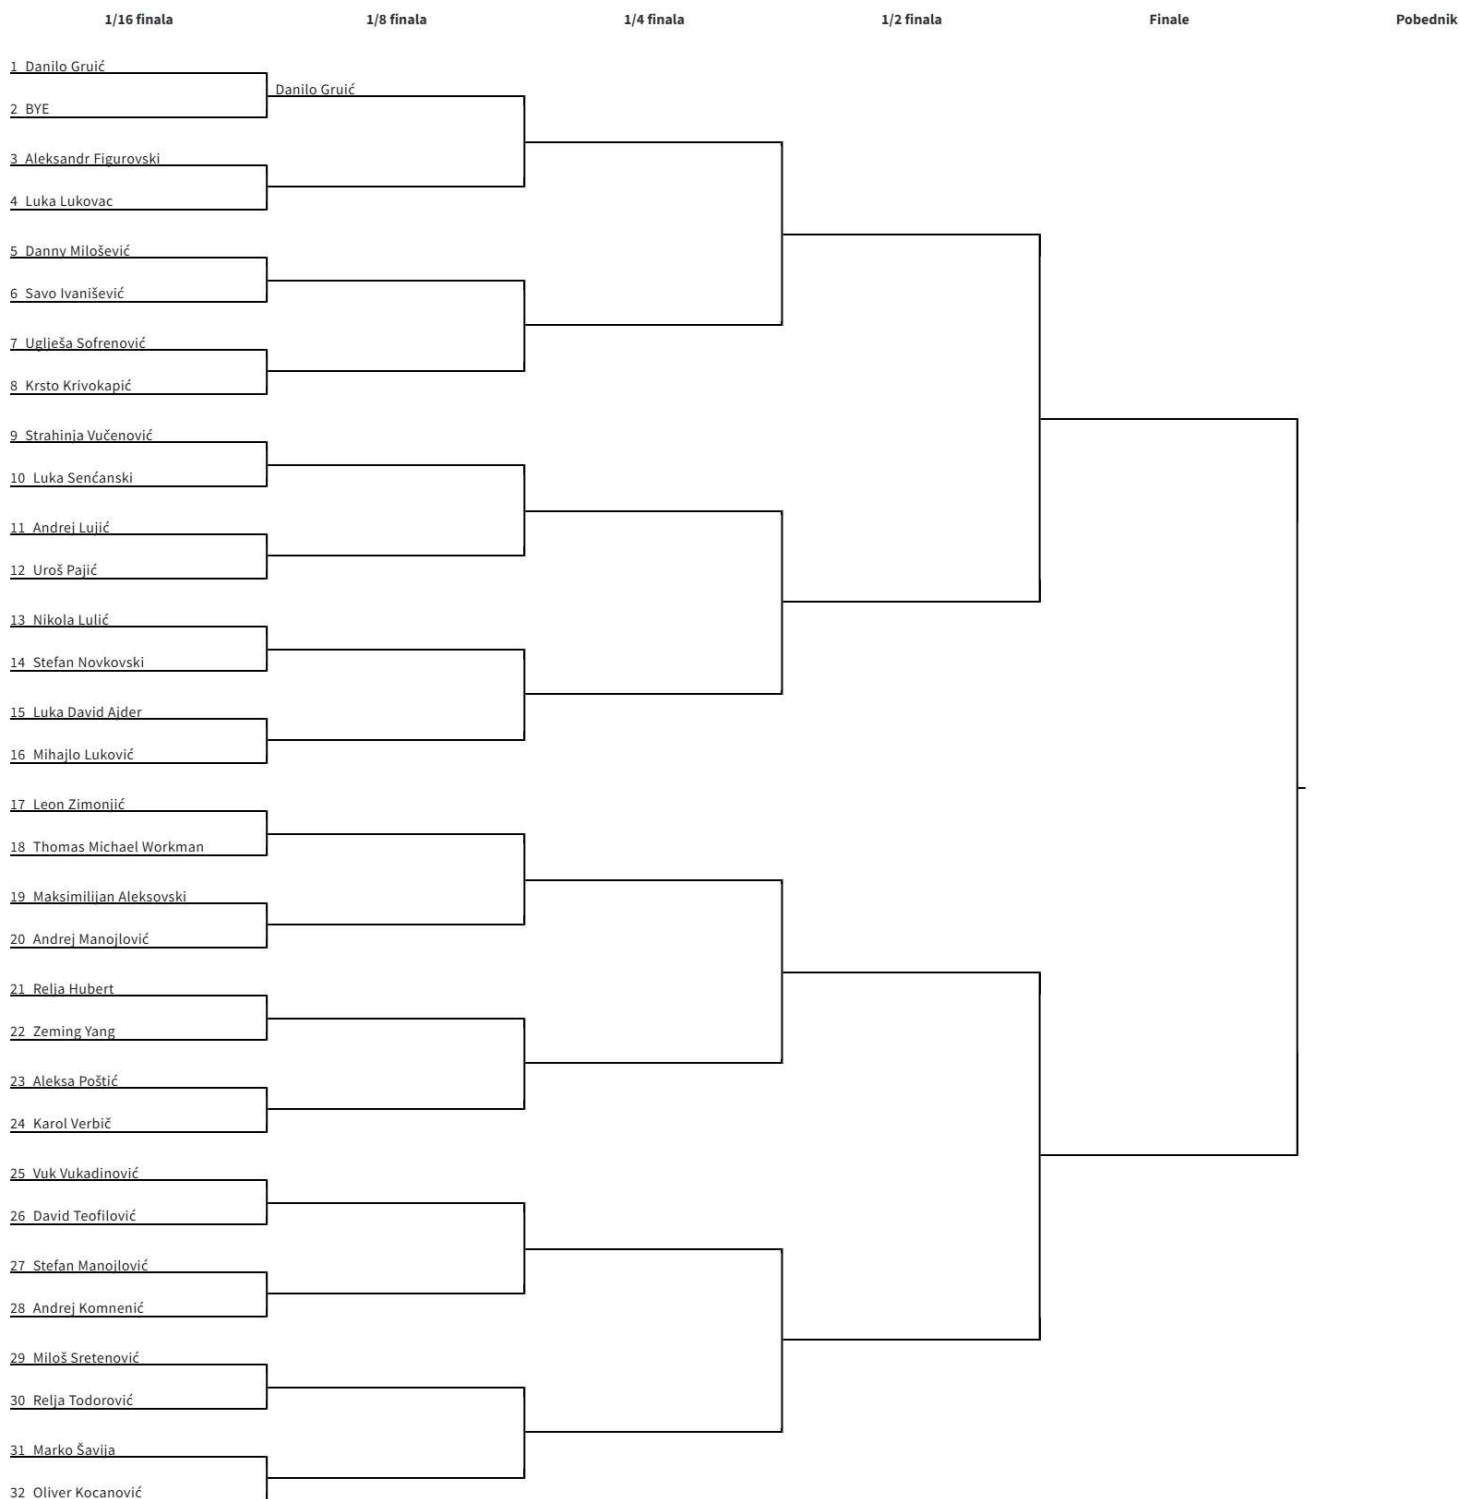 1/16 finala 1/8 finala 1/4 finala 1/2 finala Finale Pobednik
1 Danilo Gruić
Danilo Gruić
2 BYE
3 Aleksandr Figurovski
4 Luka Lukovac
5 Danny Milošević
6 Savo Ivanišević
7 Uglješa Sofrenović
8 Krsto Krivokapić
9 Strahinja Vučenović
10 Luka Senćanski
11 Andrej Lujić
12 Uroš Pajić
13 Nikola Lulić
14 Stefan Novkovski
15 Luka David Ajder
16 Mihajlo Luković
17 Leon Zimonjić
18 Thomas Michael Workman
19 Maksimilijan Aleksovski
20 Andrej Manojlović
21 Relja Hubert
22 Zeming Yang
23 Aleksa Poštić
24 Karol Verbič
25 Vuk Vukadinović
26 David Teofilović
27 Stefan Manojlović
28 Andrej Komnenić
29 Miloš Sretenović
30 Relja Todorović
31 Marko Šavija
32 Oliver Kocanović